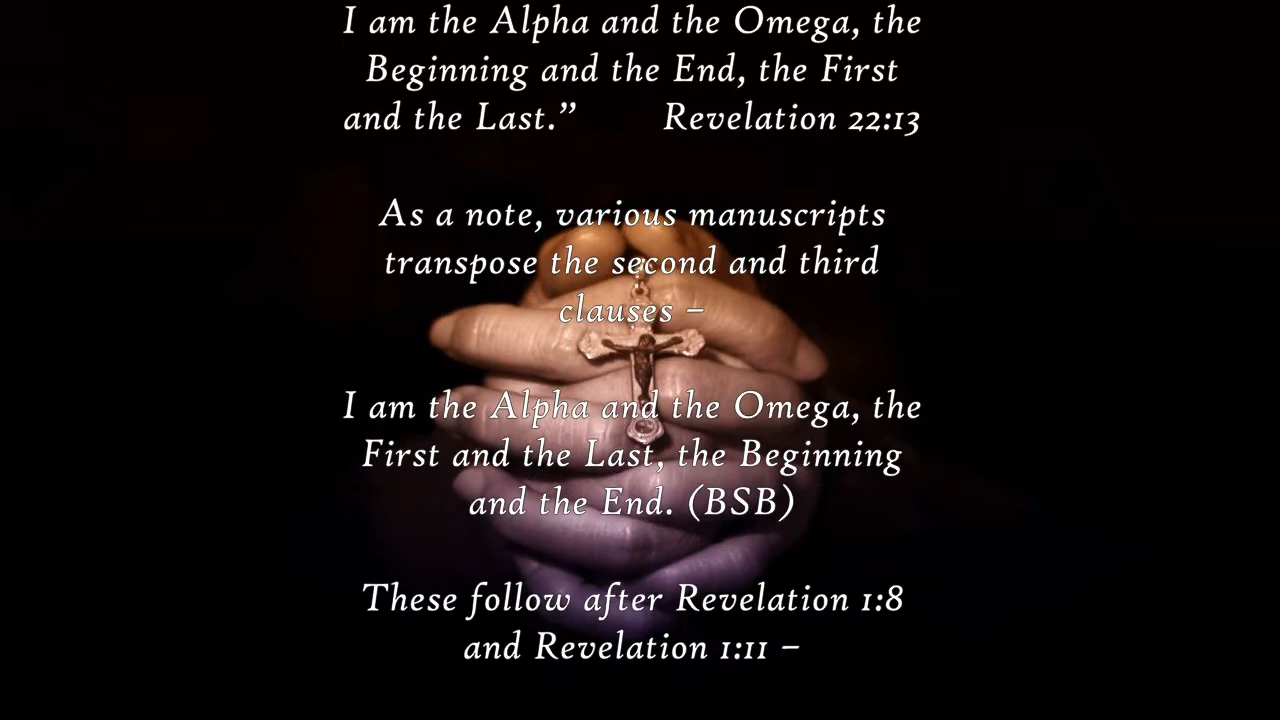 I am the Alpha and the Omega, the
Beginning and the End, the First
and the Last.” Revelation 22:13
As a note, various manuscripts
transpose the second and third
clauses –
I am the Alpha and the Omega, the
First and the Last, the Beginning
and the End. (BSB)
These follow after Revelation 1:8
and Revelation 1:11 –